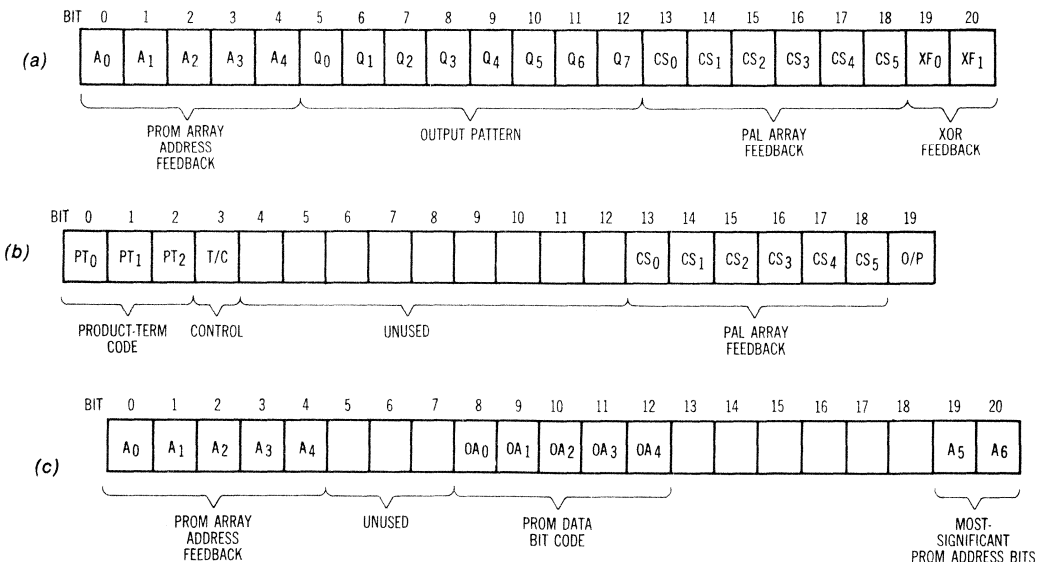 BIT 0 1 2 3 4 5 6 7 8 9 10 11 12 13 14 15 16 17 18 19 20
(a) A0 A1 A2 A3 A4 Q0 Q1 Q2 Q3 Q4 Q5 Q6 Q7 CS0 CS1 CS2 CS3 CS4 CS5 XF0 XF1
PROM ARRAY
ADDRESS
FEEDBACK
OUTPUT PATTERN
PAL ARRAY
FEEDBACK
XOR
FEEDBACK
BIT 0 1 2 3 4 5 6 7 8 9 10 11 12 13 14 15 16 17 18 19
(b) PT0 PT1 PT2 T/C CS0 CS1 CS2 CS3 CS4 CS5 O/P
PRODUCT-TERM
CODE
CONTROL
UNUSED
PAL ARRAY
FEEDBACK
BIT 0 1 2 3 4 5 6 7 8 9 10 11 12 13 14 15 16 17 18 19 20
(c) A0 A1 A2 A3 A4 OA0 OA1 OA2 OA3 OA4 A5 A6
PROM ARRAY
ADDRESS
FEEDBACK
UNUSED
PROM DATA
BIT CODE
MOST-
SIGNIFICANT
PROM ADDRESS BITS